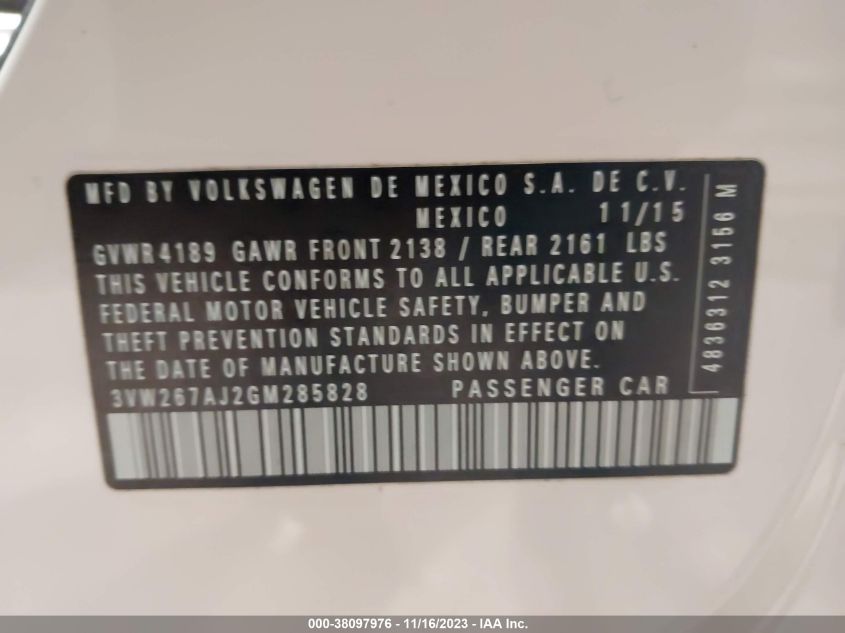 MFD BY VOLKSWAGEN DE MEXICO S.A. DE C.V.
MEXICO 11/15
GVWR 4189 GAWR FRONT 2138 / REAR 2161 LBS
THIS VEHICLE CONFORMS TO ALL APPLICABLE U.S.
FEDERAL MOTOR VEHICLE SAFETY, BUMPER AND
THEFT PREVENTION STANDARDS IN EFFECT ON
THE DATE OF MANUFACTURE SHOWN ABOVE.
3VW267AJ2GM285828 PASSENGER CAR
4836312 3156 M
000-38097976 - 11/16/2023 - IAA Inc.